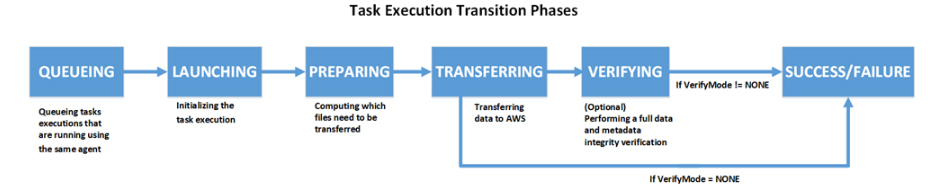 Task Execution Transition Phases
QUEUEING
LAUNCHING
PREPARING
TRANSFERRING
VERIFYING
SUCCESS/FAILURE
If VerifyMode != NONE
Queueing tasks
executions that
are running using
the same agent
Initializing the
task execution
Computing which
files need to be
transferred
Transferring
data to AWS
(Optional)
Performing a full data
and metadata
integrity verification
If VerifyMode = NONE